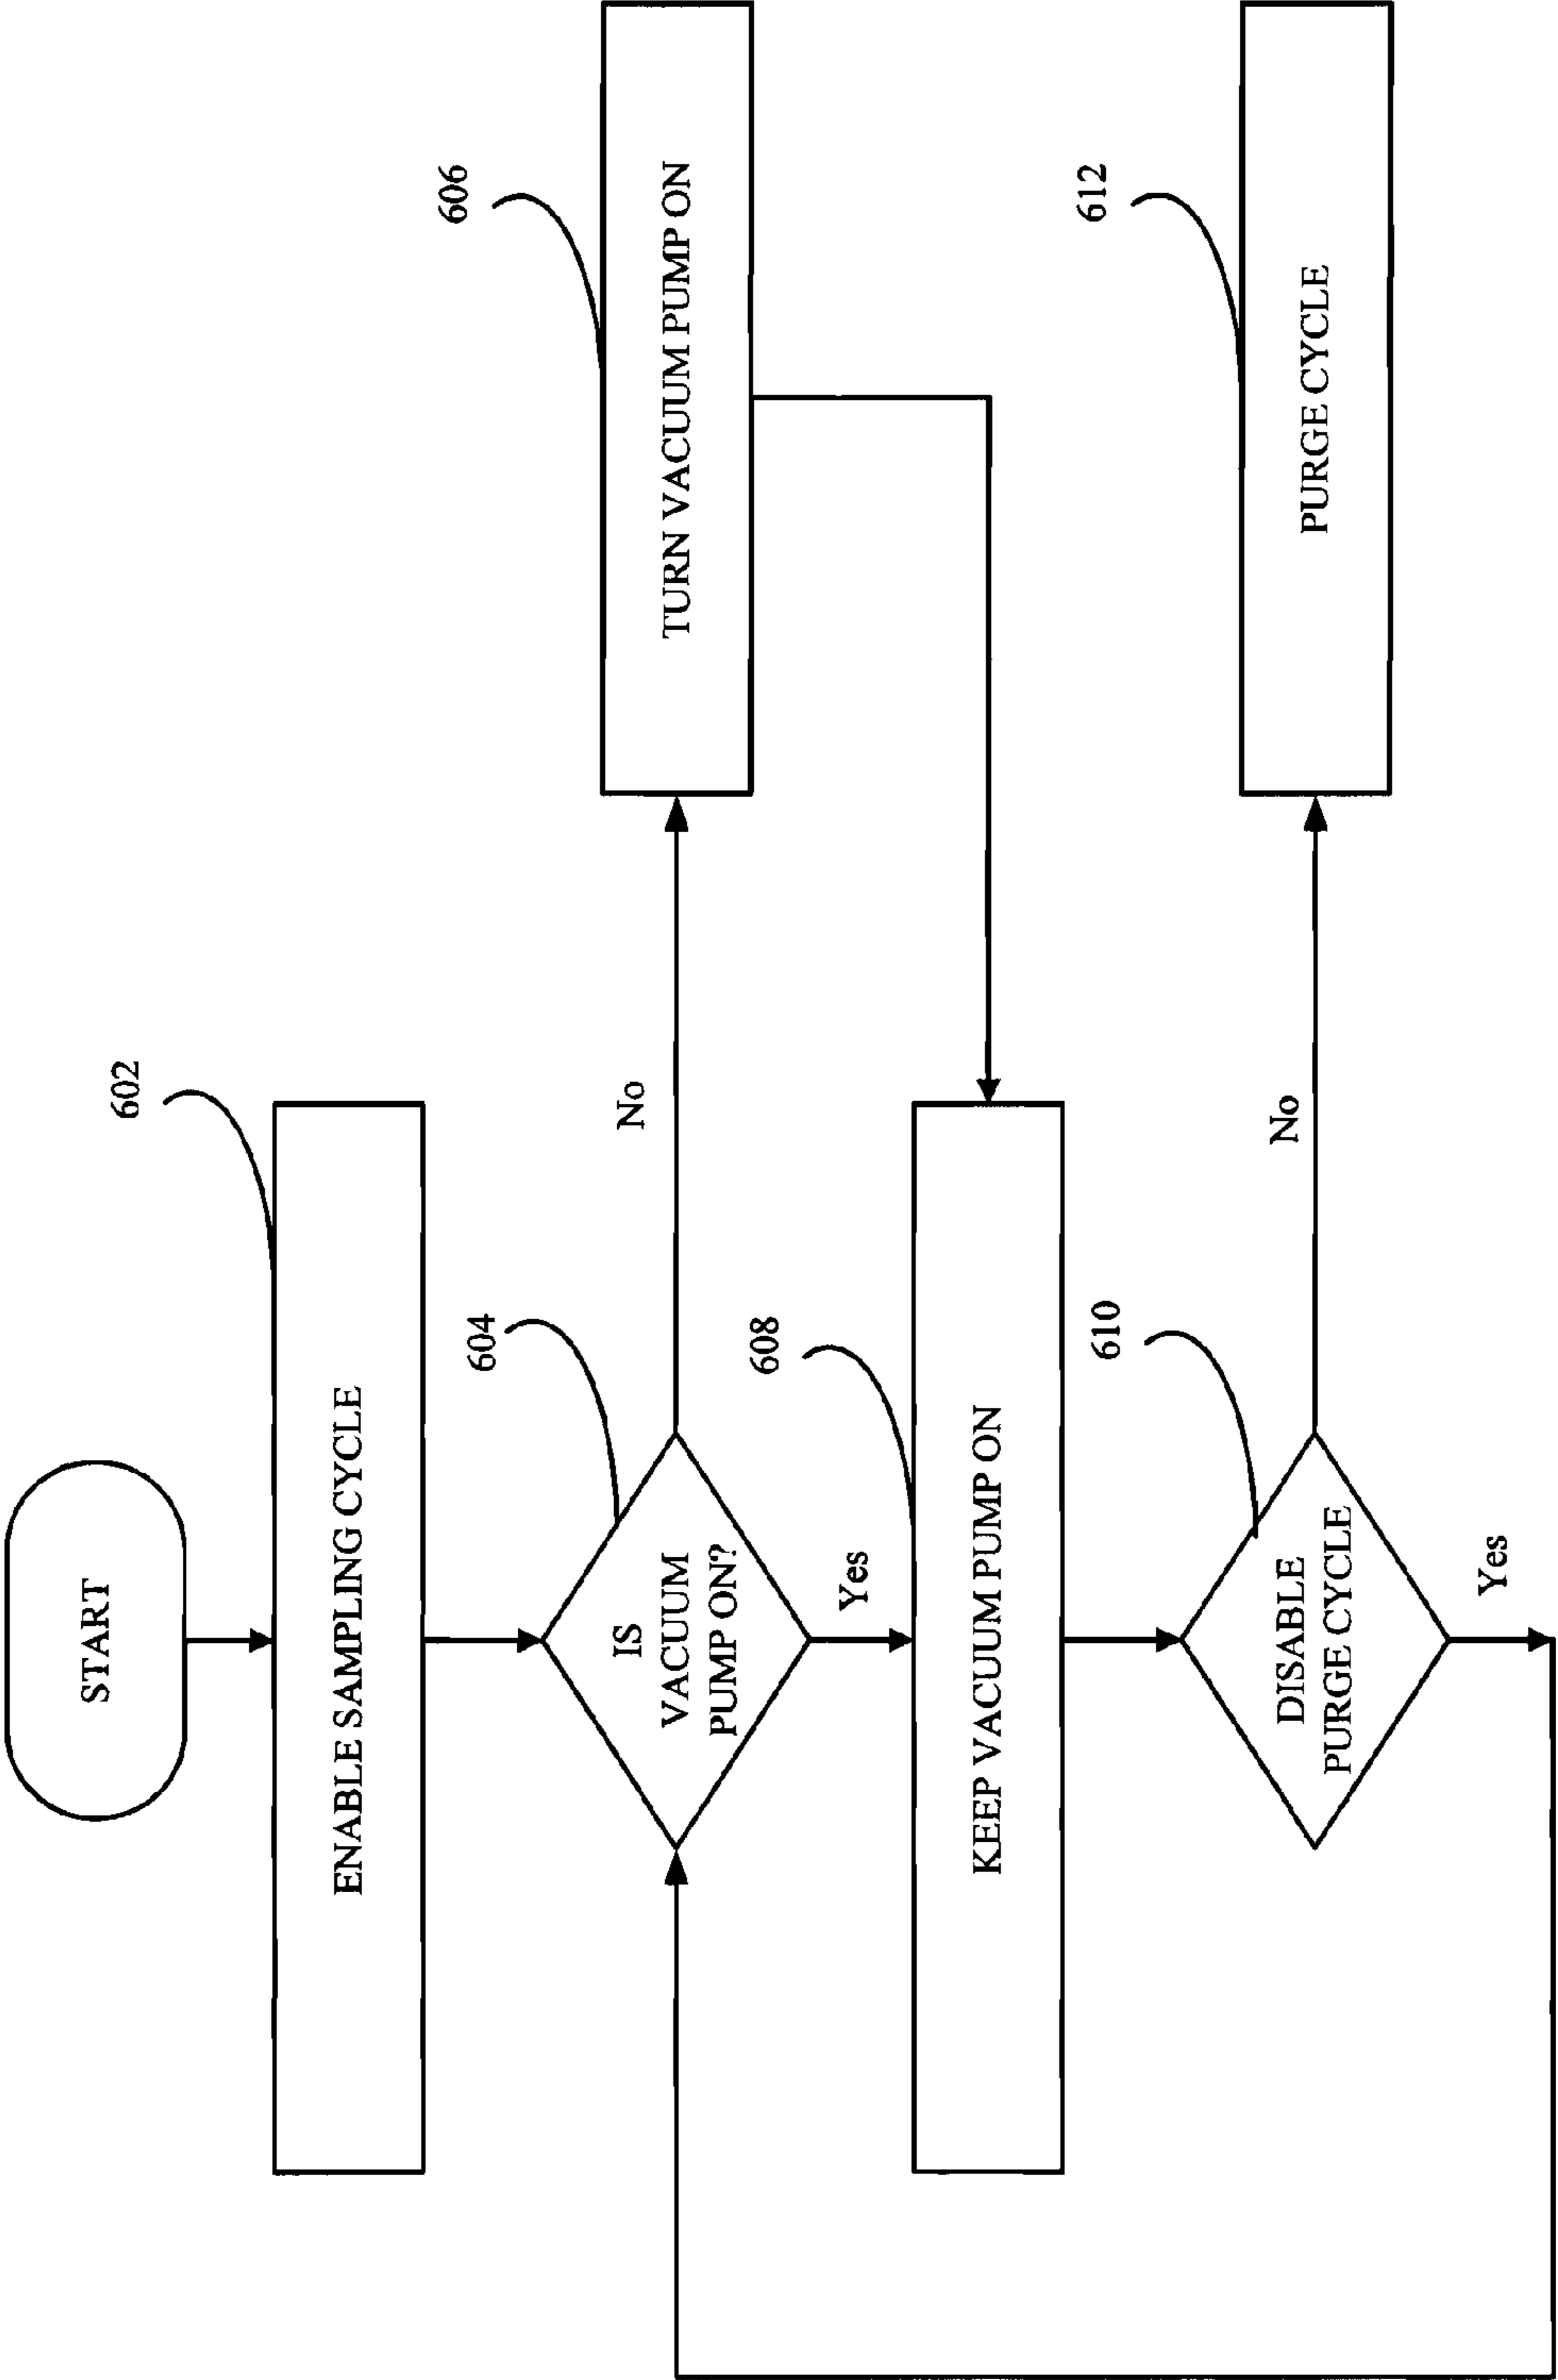 START
602
ENABLE SAMPLING CYCLE
604
IS
VACUUM
PUMP ON?
No
606
TURN VACUUM PUMP ON
Yes
608
KEEP VACUUM PUMP ON
610
DISABLE
PURGE CYCLE
No
612
PURGE CYCLE
Yes